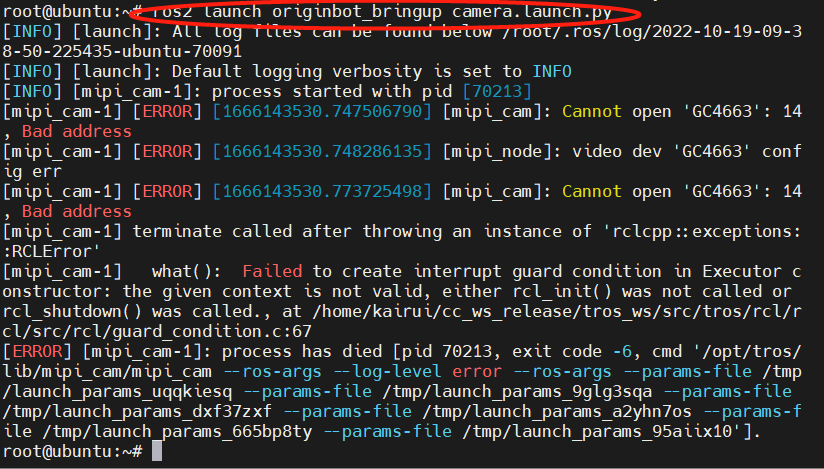 root@ubuntu:~# ros2 launch originbot_bringup camera.launch.py
[INFO] [launch]: All log files can be found below /root/.ros/log/2022-10-19-09-3
8-50-225435-ubuntu-70091
[INFO] [launch]: Default logging verbosity is set to INFO
[INFO] [mipi_cam-1]: process started with pid [70213]
[mipi_cam-1] [ERROR] [1666143530.747506790] [mipi_cam]: Cannot open 'GC4663': 14
, Bad address
[mipi_cam-1] [ERROR] [1666143530.748286135] [mipi_node]: video dev 'GC4663' conf
ig err
[mipi_cam-1] [ERROR] [1666143530.773725498] [mipi_cam]: Cannot open 'GC4663': 14
, Bad address
[mipi_cam-1] terminate called after throwing an instance of 'rclcpp::exceptions:
:RCLError'
[mipi_cam-1]   what():  Failed to create interrupt guard condition in Executor c
onstructor: the given context is not valid, either rcl_init() was not called or
rcl_shutdown() was called., at /home/kairui/cc_ws_release/tros_ws/src/tros/rcl/r
cl/src/rcl/guard_condition.c:67
[ERROR] [mipi_cam-1]: process has died [pid 70213, exit code -6, cmd '/opt/tros/
lib/mipi_cam/mipi_cam --ros-args --log-level error --ros-args --params-file /tmp
/launch_params_uqqkiesq --params-file /tmp/launch_params_9glg3sqa --params-file
/tmp/launch_params_dxf37zxf --params-file /tmp/launch_params_a2yhn7os --params-f
ile /tmp/launch_params_665bp8ty --params-file /tmp/launch_params_95aiix10'].
root@ubuntu:~#